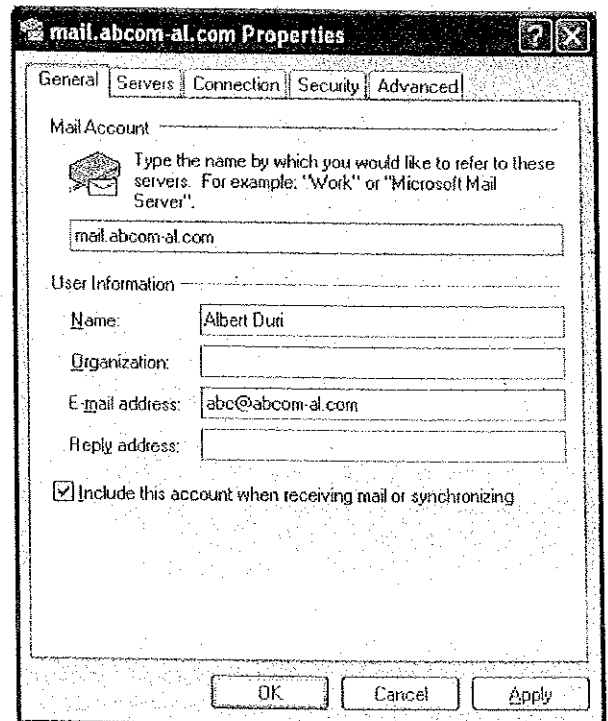 mail.abcom-al.com Properties
General Servers Connection Security Advanced
Mail Account
Type the name by which you would like to refer to these
servers. For example: "Work" or "Microsoft Mail
Server".
mail.abcom-al.com
User Information
Name: Albert Duri
Organization:
E-mail address: abc@abcom-al.com
Reply address:
Include this account when receiving mail or synchronizing
OK Cancel Apply